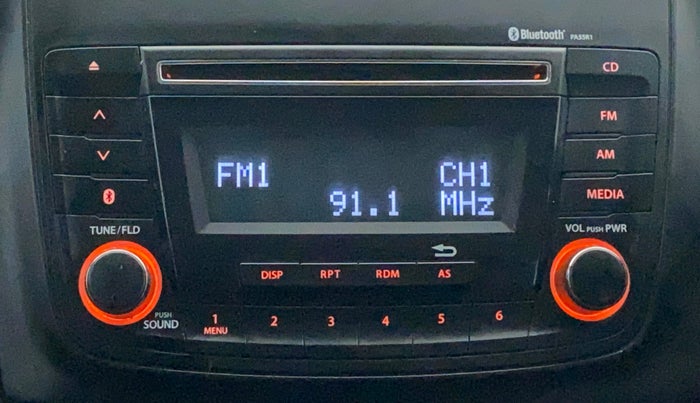 Bluetooth PA55R1
CD
FM
FM1 CH1
AM
91.1 MHz
MEDIA
TUNE/FLD
VOL PUSH PWR
DISP RPT RDM AS
PUSH
SOUND
1 2 3 4 5 6
MENU